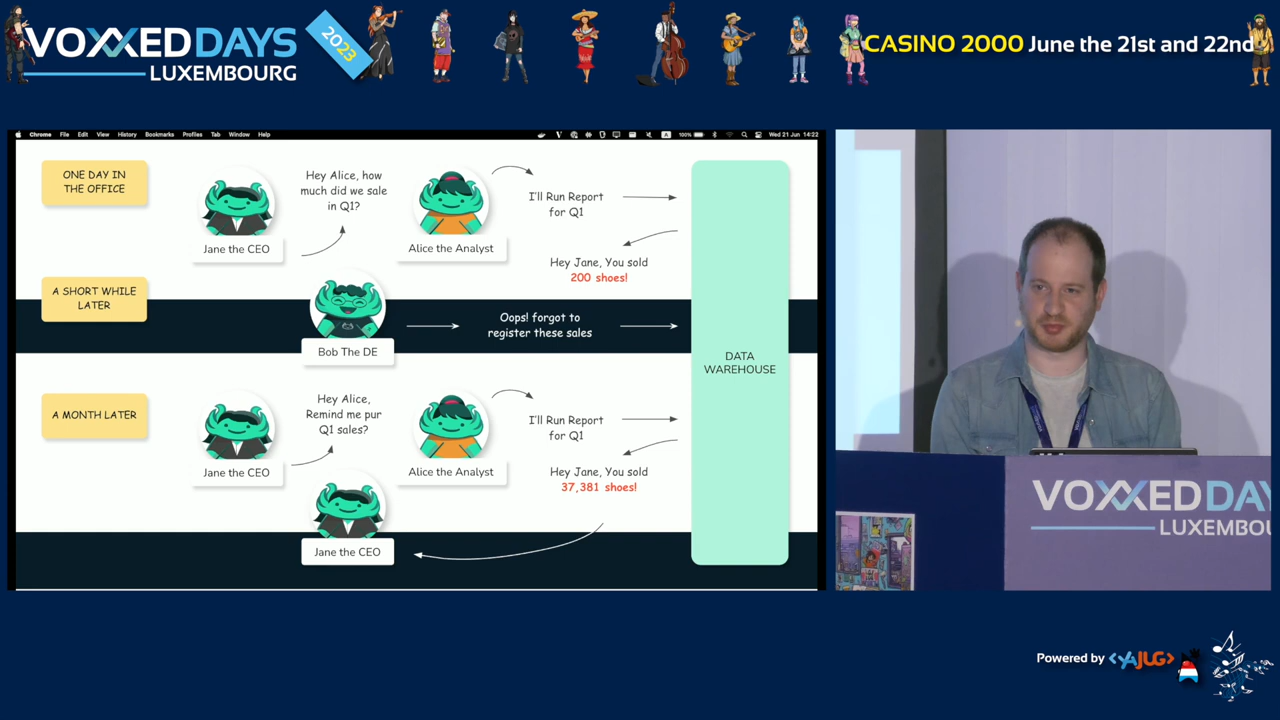 VOXXED DAYS
LUXEMBOURG
2023
CASINO 2000 June the 21st and 22nd
Chrome File Edit View History Bookmarks Profiles Tab Window Help
100% Wed 21 Jun 14:22
ONE DAY IN
THE OFFICE
Jane the CEO
Hey Alice, how
much did we sale
in Q1?
Alice the Analyst
I'll Run Report
for Q1
Hey Jane, You sold
200 shoes!
A SHORT WHILE
LATER
Bob The DE
Oops! forgot to
register these sales
DATA
WAREHOUSE
A MONTH LATER
Jane the CEO
Hey Alice,
Remind me pur
Q1 sales?
Alice the Analyst
I'll Run Report
for Q1
Hey Jane, You sold
37,381 shoes!
Jane the CEO
VOXXED DA
LUXEMBOU
Powered by <YAJUG>